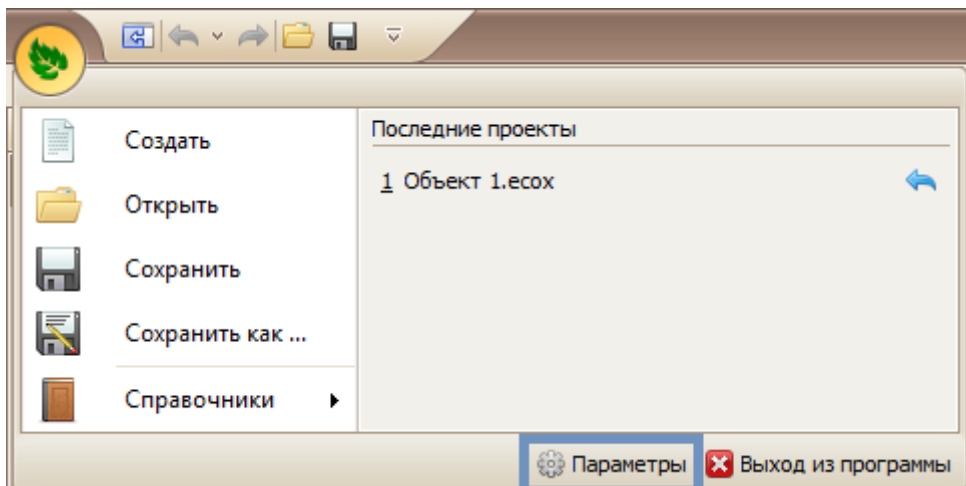 Создать
Открыть
Сохранить
Сохранить как ...
Справочники
Последние проекты
1 Объект 1.ecox
Параметры
Выход из программы